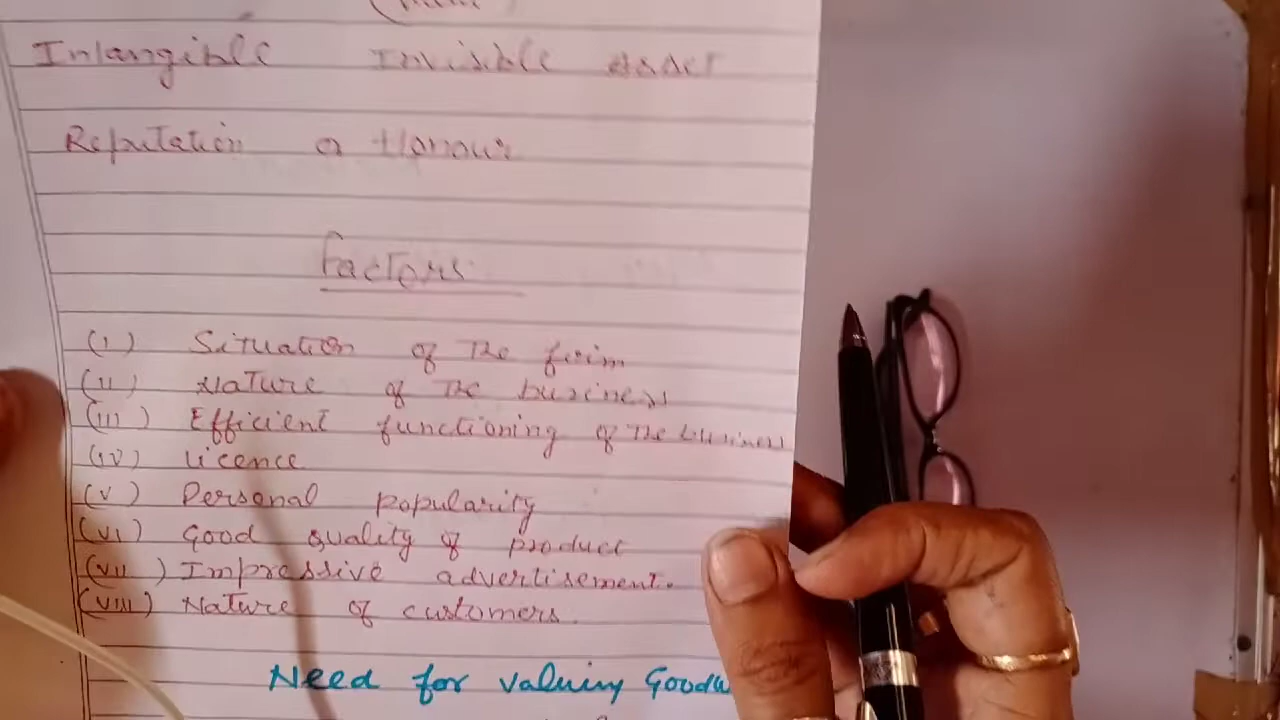 Intangible Invisible asset
Reputation or Honour
Factors
(i) Situation of the firm
(ii) Nature of the business
(iii) Efficient functioning of the business
(iv) Licence
(v) Personal popularity
(vi) Good quality of product
(vii) Impressive advertisement.
(viii) Nature of customers.
Need for valuing Goodw